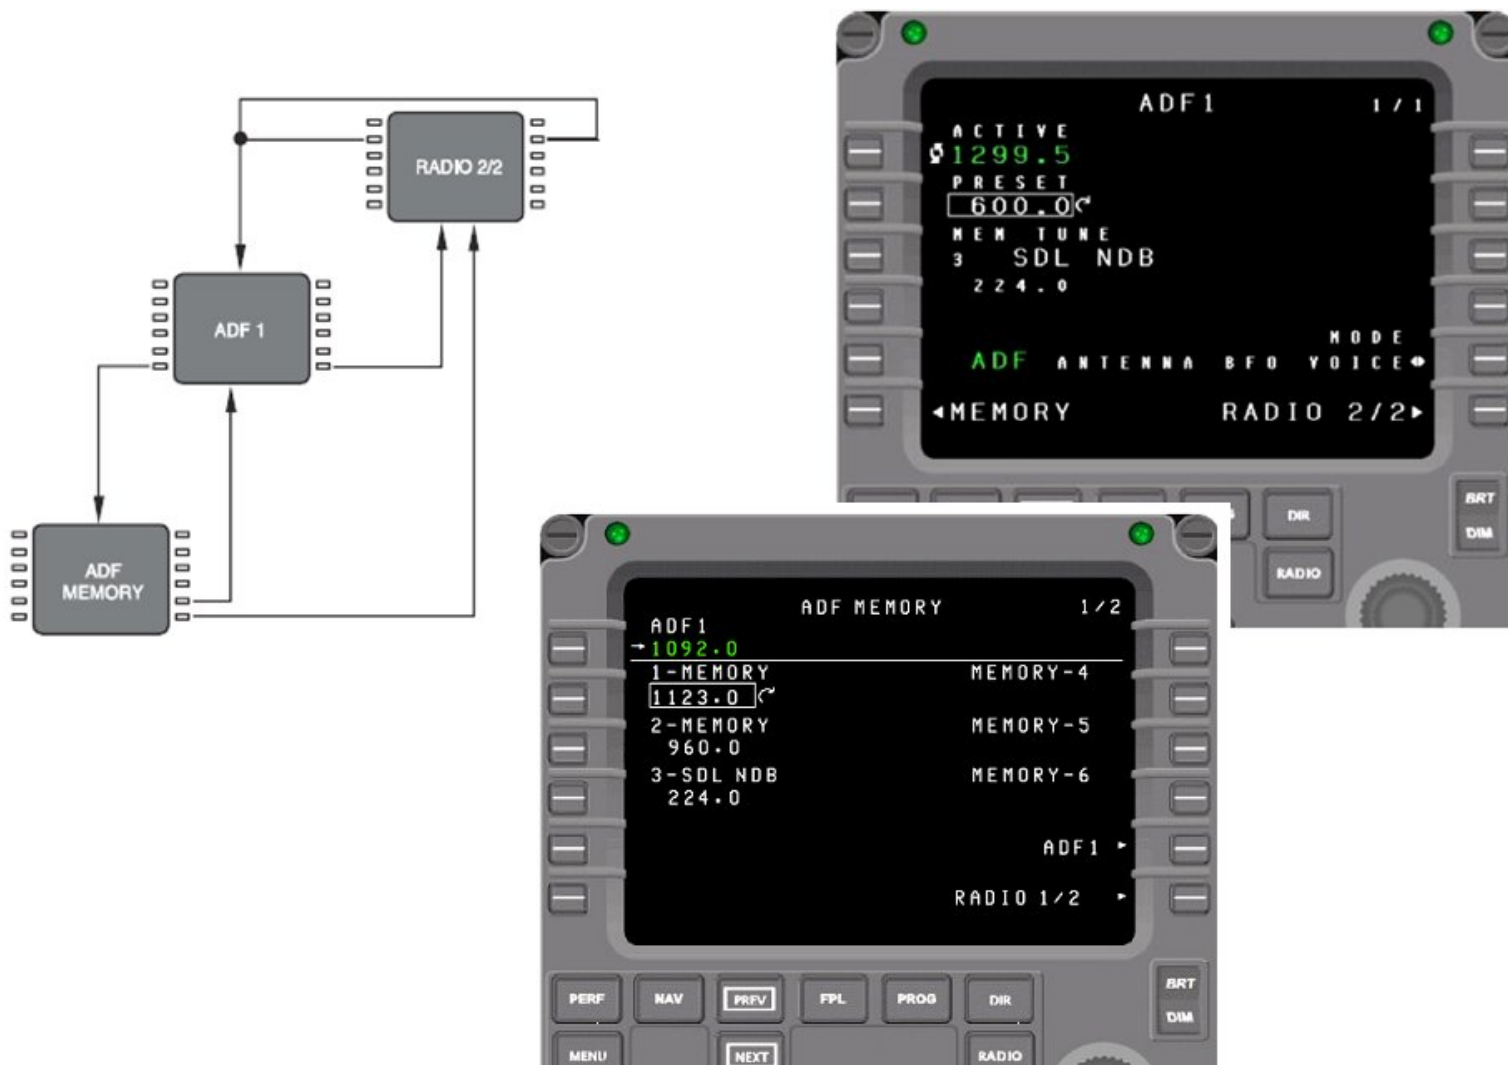 RADIO 2/2
ADF 1
ADF
MEMORY
ADF1 1/1
ACTIVE
1299.5
PRESET
600.0
MEM TUNE
3 SDL NDB
224.0
MODE
ADF ANTENNA BFO VOICE
MEMORY RADIO 2/2
DIR
RADIO
BRT
DIM
ADF MEMORY 1/2
ADF1
1092.0
1-MEMORY MEMORY-4
1123.0
2-MEMORY MEMORY-5
960.0
3-SDL NDB MEMORY-6
224.0
ADF1
RADIO 1/2
PERF NAV PREV FPL PROG DIR
MENU NEXT RADIO
BRT
DIM